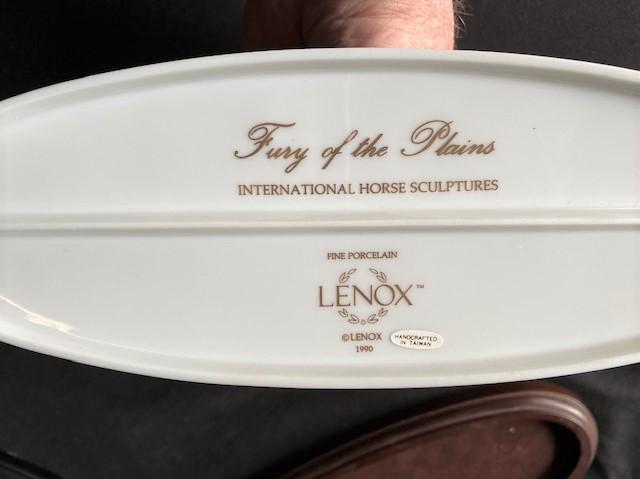 Fury of the Plains
INTERNATIONAL HORSE SCULPTURES
FINE PORCELAIN
LENOX™
©LENOX
1990
HANDCRAFTED
IN TAIWAN